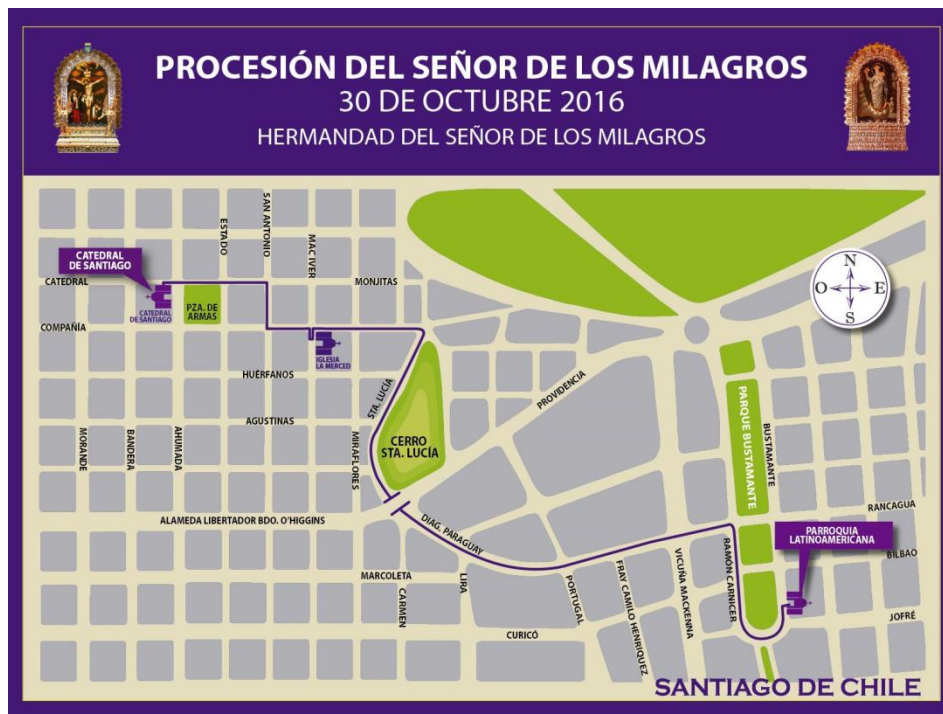 PROCESIÓN DEL SEÑOR DE LOS MILAGROS
30 DE OCTUBRE 2016
HERMANDAD DEL SEÑOR DE LOS MILAGROS
ESTADO
SAN ANTONIO
MAC IVER
CATEDRAL
DE SANTIAGO
CATEDRAL
MONJITAS
N
O
E
S
PZA. DE
ARMAS
CATEDRAL
DE SANTIAGO
COMPAÑÍA
IGLESIA
LA MERCED
HUÉRFANOS
STA. LUCÍA
PROVIDENCIA
AGUSTINAS
MORANDE
BANDERA
AHUMADA
MIRAFLORES
CERRO
STA. LUCÍA
PARQUE BUSTAMANTE
BUSTAMANTE
RANCAGUA
ALAMEDA LIBERTADOR BDO. O'HIGGINS
DIAG. PARAGUAY
PARROQUIA
LATINOAMERICANA
BILBAO
MARCOLETA
CARMEN
LIRA
PORTUGAL
FRAY CAMILO HENRIQUEZ
VICUÑA MACKENNA
RAMÓN CARNICER
JOFRÉ
CURICÓ
SANTIAGO DE CHILE